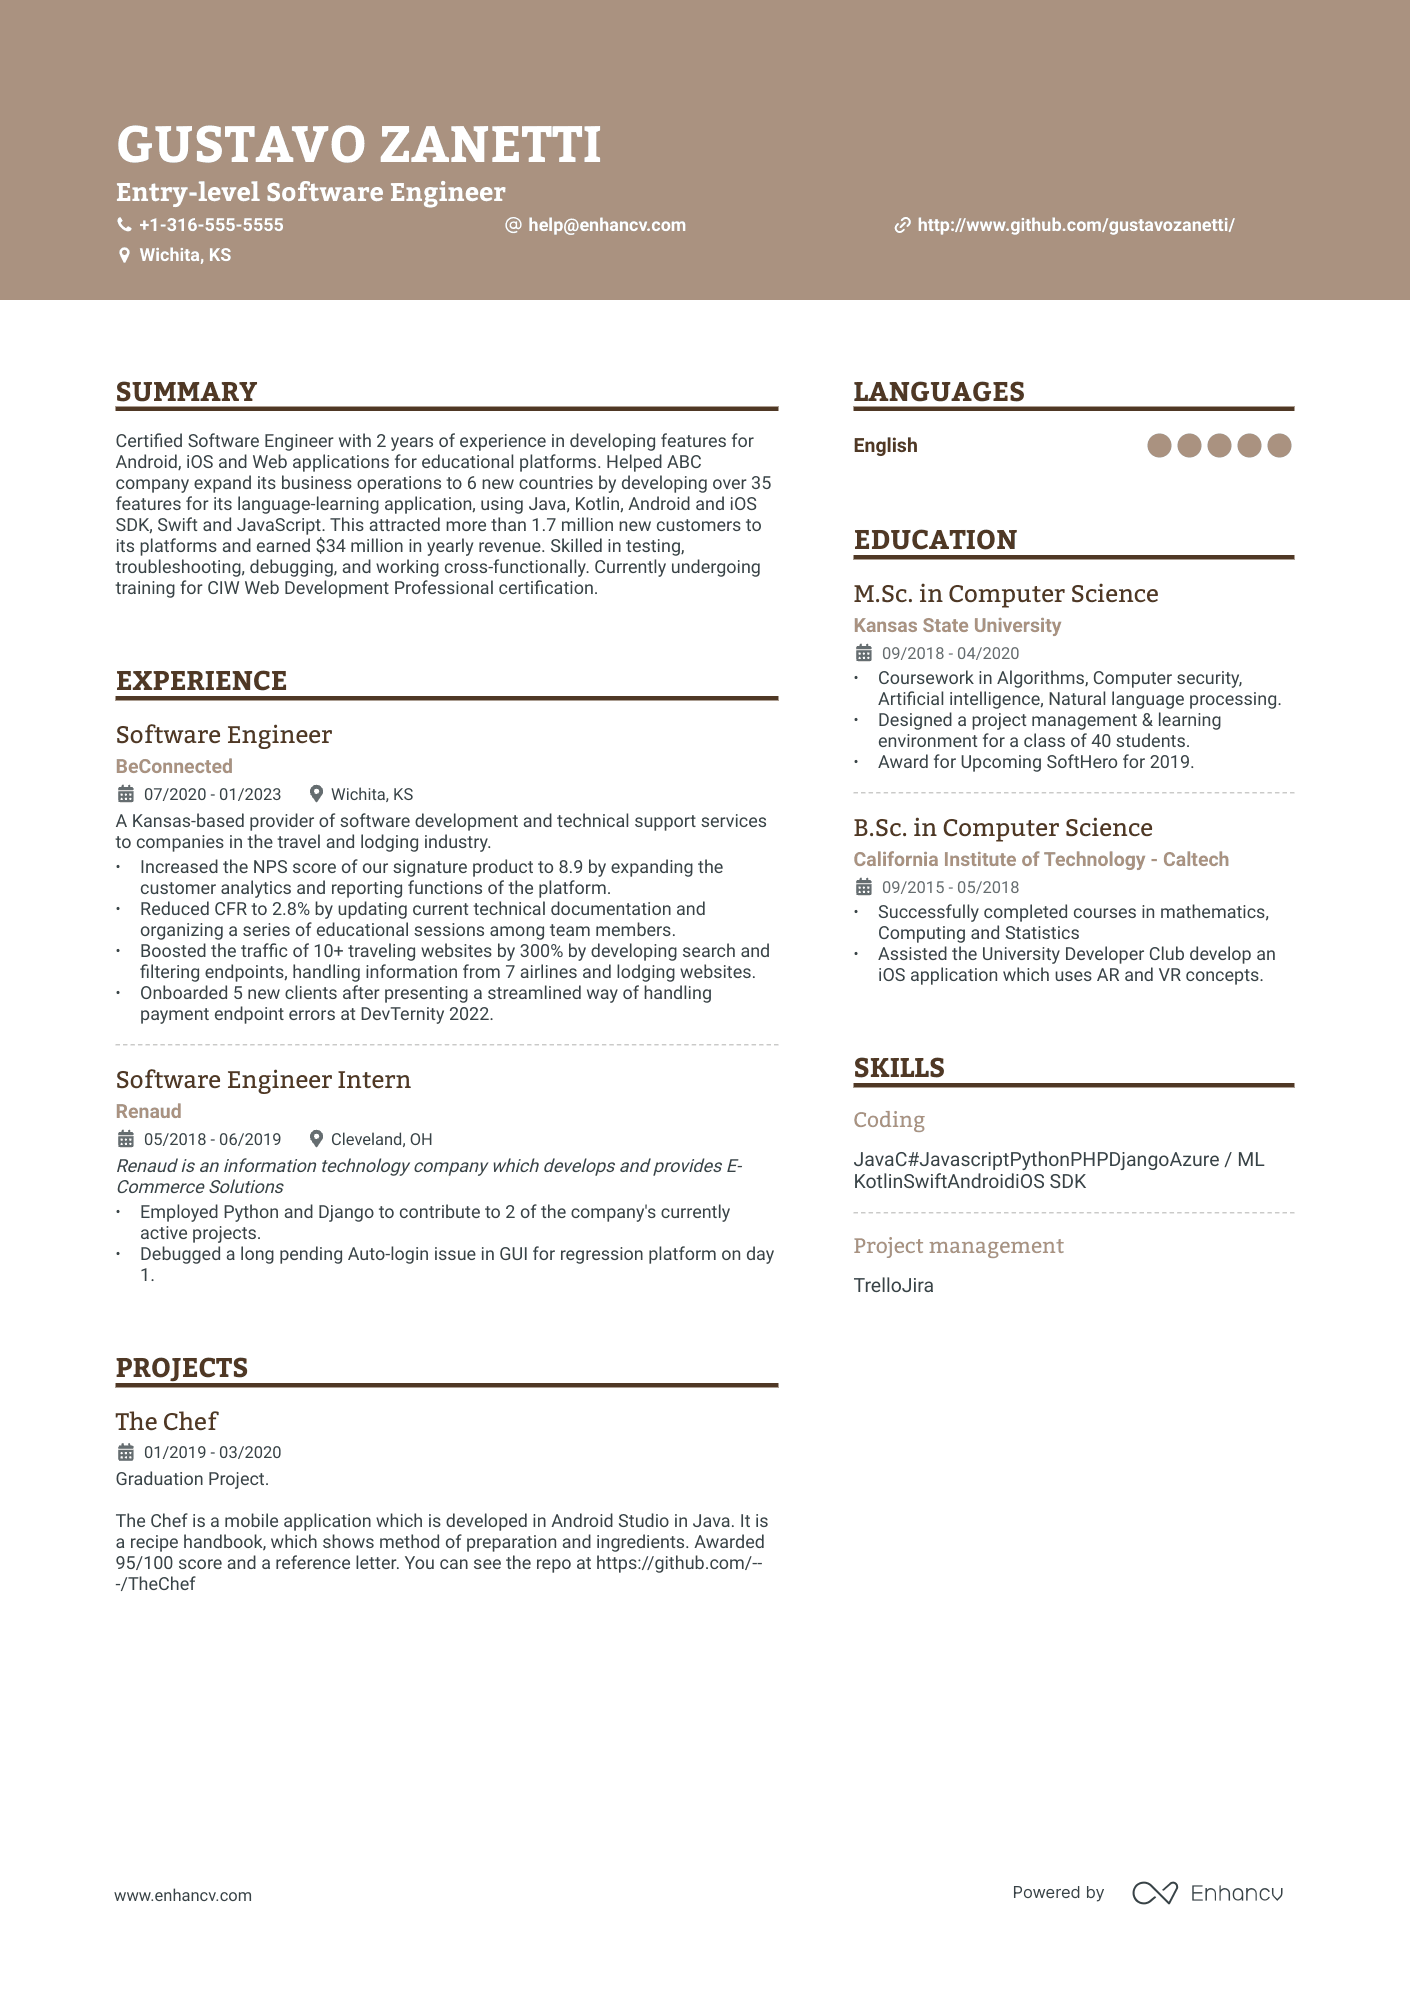 GUSTAVO ZANETTI
Entry-level Software Engineer
+1-316-555-5555
help@enhancv.com
http://www.github.com/gustavozanetti/
Wichita, KS
SUMMARY
Certified Software Engineer with 2 years of experience in developing features for
Android, iOS and Web applications for educational platforms. Helped ABC
company expand its business operations to 6 new countries by developing over 35
features for its language-learning application, using Java, Kotlin, Android and iOS
SDK, Swift and JavaScript. This attracted more than 1.7 million new customers to
its platforms and earned $34 million in yearly revenue. Skilled in testing,
troubleshooting, debugging, and working cross-functionally. Currently undergoing
training for CIW Web Development Professional certification.
EXPERIENCE
Software Engineer
BeConnected
07/2020 - 01/2023 Wichita, KS
A Kansas-based provider of software development and technical support services
to companies in the travel and lodging industry.
• Increased the NPS score of our signature product to 8.9 by expanding the
customer analytics and reporting functions of the platform.
• Reduced CFR to 2.8% by updating current technical documentation and
organizing a series of educational sessions among team members.
• Boosted the traffic of 10+ traveling websites by 300% by developing search and
filtering endpoints, handling information from 7 airlines and lodging websites.
• Onboarded 5 new clients after presenting a streamlined way of handling
payment endpoint errors at DevTernity 2022.
Software Engineer Intern
Renaud
05/2018 - 06/2019 Cleveland, OH
Renaud is an information technology company which develops and provides E-
Commerce Solutions
• Employed Python and Django to contribute to 2 of the company's currently
active projects.
• Debugged a long pending Auto-login issue in GUI for regression platform on day
1.
PROJECTS
The Chef
01/2019 - 03/2020
Graduation Project.
The Chef is a mobile application which is developed in Android Studio in Java. It is
a recipe handbook, which shows method of preparation and ingredients. Awarded
95/100 score and a reference letter. You can see the repo at https://github.com/--
-/TheChef
LANGUAGES
English
EDUCATION
M.Sc. in Computer Science
Kansas State University
09/2018 - 04/2020
• Coursework in Algorithms, Computer security,
Artificial intelligence, Natural language processing.
• Designed a project management & learning
environment for a class of 40 students.
• Award for Upcoming SoftHero for 2019.
B.Sc. in Computer Science
California Institute of Technology - Caltech
09/2015 - 05/2018
• Successfully completed courses in mathematics,
Computing and Statistics
• Assisted the University Developer Club develop an
iOS application which uses AR and VR concepts.
SKILLS
Coding
JavaC#JavascriptPythonPHPDjangoAzure / ML
KotlinSwiftAndroidiOS SDK
Project management
TrelloJira
www.enhancv.com
Powered by Enhancv